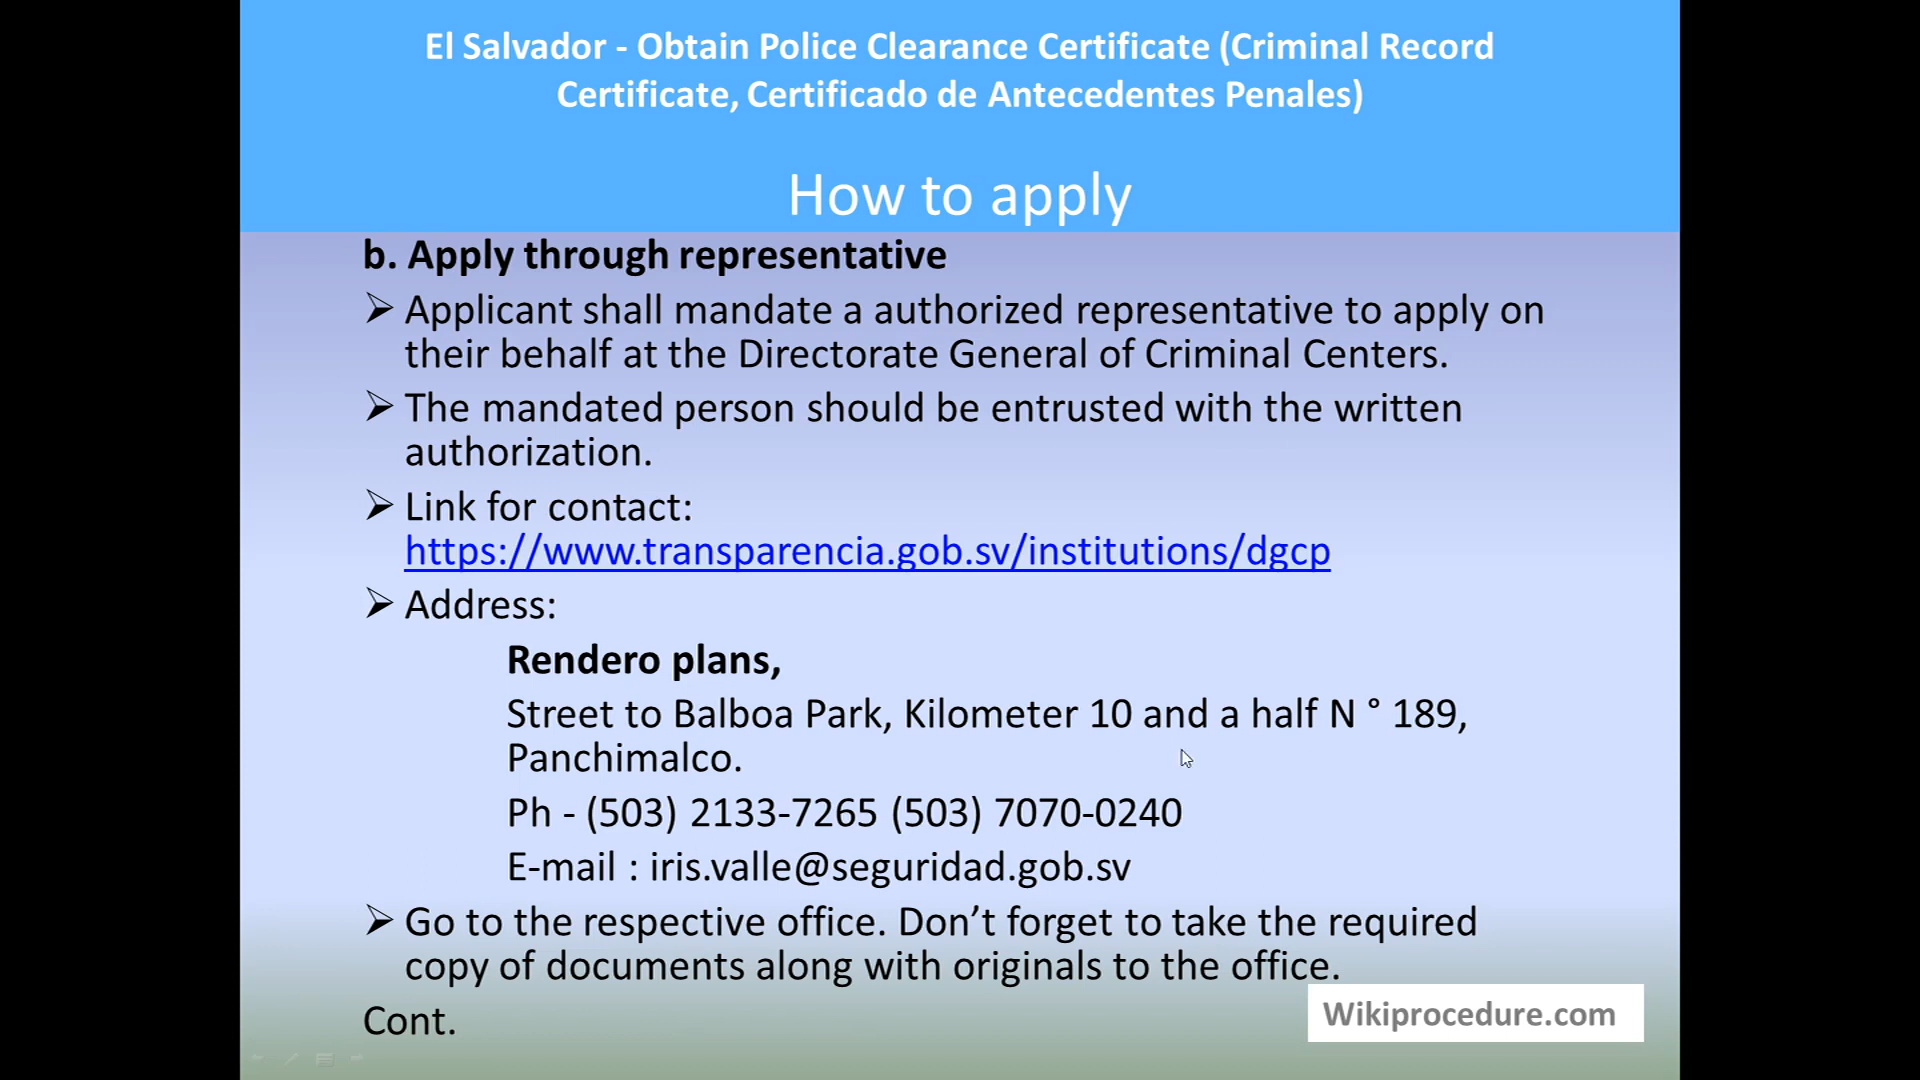 El Salvador - Obtain Police Clearance Certificate (Criminal Record
Certificate, Certificado de Antecedentes Penales)
How to apply
b. Apply through representative
➢ Applicant shall mandate a authorized representative to apply on
their behalf at the Directorate General of Criminal Centers.
➢ The mandated person should be entrusted with the written
authorization.
➢ Link for contact:
https://www.transparencia.gob.sv/institutions/dgcp
➢ Address:
Rendero plans,
Street to Balboa Park, Kilometer 10 and a half N ° 189,
Panchimalco.
Ph - (503) 2133-7265 (503) 7070-0240
E-mail : iris.valle@seguridad.gob.sv
➢ Go to the respective office. Don’t forget to take the required
copy of documents along with originals to the office.
Cont.
Wikiprocedure.com